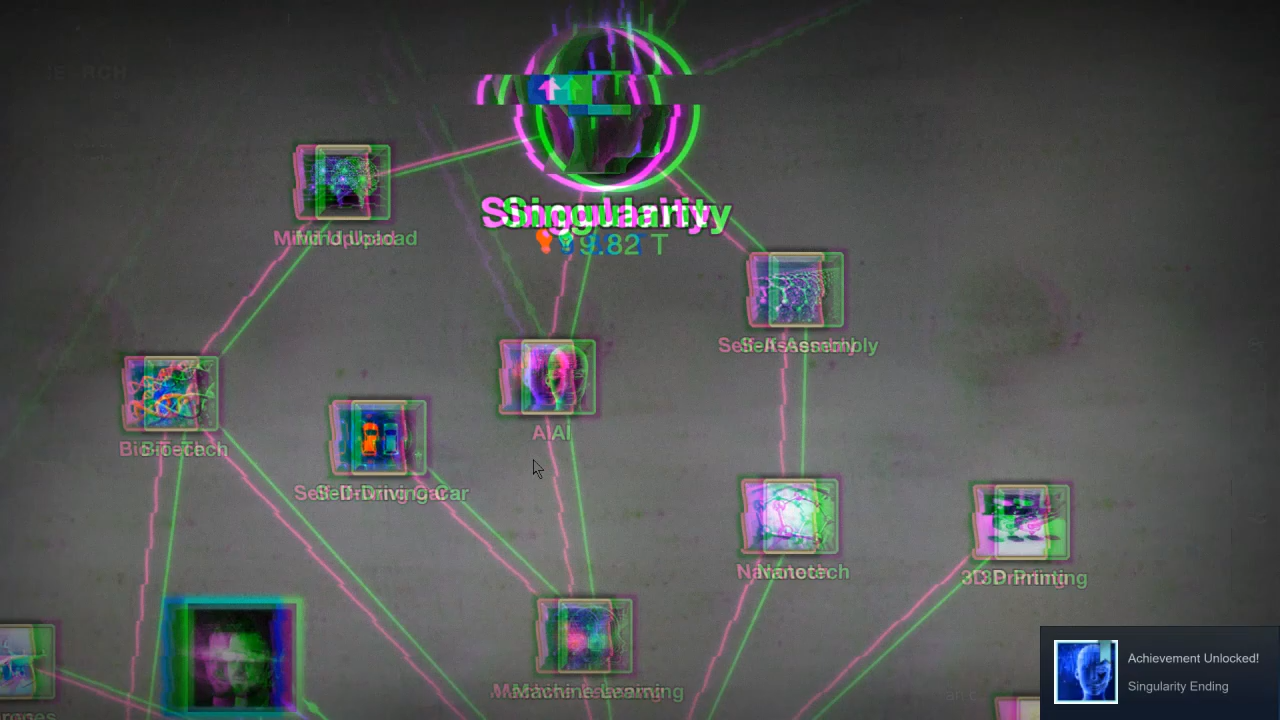 Singularity
9.82 T
Mind Upload
Self-Assembly
AI
Biotech
Self-Driving Car
Nanotech
3D Printing
Achievement Unlocked!
Singularity Ending
Machine Learning